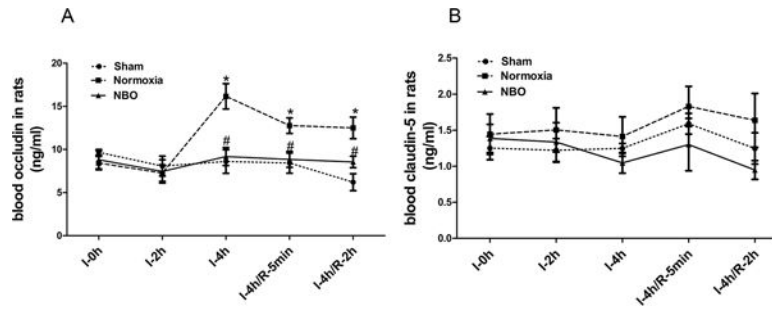 A
Sham
Normoxia
NBO
blood occludin in rats
(ng/ml)
20
15
10
5
0
*
*
*
#
#
#
I-0h
I-2h
I-4h
I-4h/R-5min
I-4h/R-2h
B
Sham
Normoxia
NBO
blood claudin-5 in rats
(ng/ml)
2.5
2.0
1.5
1.0
0.5
0.0
I-0h
I-2h
I-4h
I-4h/R-5min
I-4h/R-2h